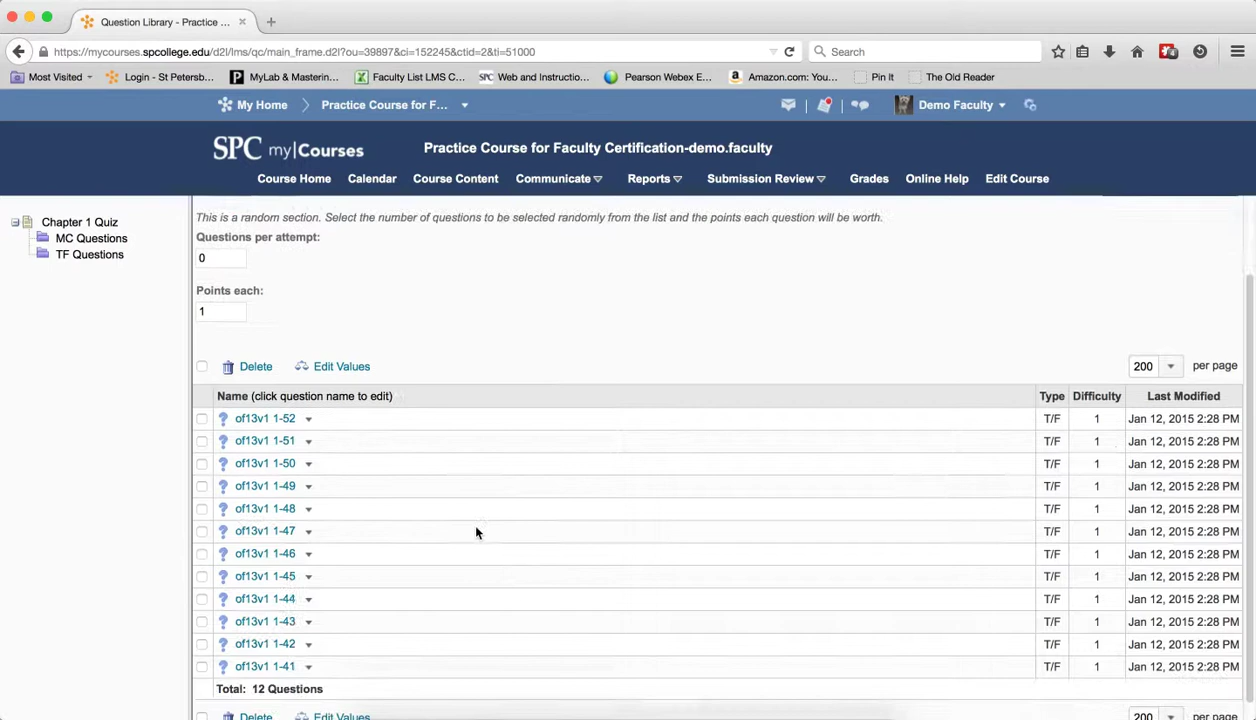 Question Library - Practice ...
https://mycourses.spcollege.edu/d2l/lms/qc/main_frame.d2l?ou=39897&ci=152245&ctid=2&ti=51000
Search
Most Visited
Login - St Petersb...
MyLab & Masterin...
Faculty List LMS C...
SPC Web and Instructio...
Pearson Webex E...
Amazon.com: You...
Pin It
The Old Reader
My Home
Practice Course for F...
Demo Faculty
SPC my|Courses
Practice Course for Faculty Certification-demo.faculty
Course Home Calendar Course Content Communicate Reports Submission Review Grades Online Help Edit Course
Chapter 1 Quiz
MC Questions
TF Questions
This is a random section. Select the number of questions to be selected randomly from the list and the points each question will be worth.
Questions per attempt:
0
Points each:
1
Delete Edit Values 200 per page
Name (click question name to edit) Type Difficulty Last Modified
of13v1 1-52 T/F 1 Jan 12, 2015 2:28 PM
of13v1 1-51 T/F 1 Jan 12, 2015 2:28 PM
of13v1 1-50 T/F 1 Jan 12, 2015 2:28 PM
of13v1 1-49 T/F 1 Jan 12, 2015 2:28 PM
of13v1 1-48 T/F 1 Jan 12, 2015 2:28 PM
of13v1 1-47 T/F 1 Jan 12, 2015 2:28 PM
of13v1 1-46 T/F 1 Jan 12, 2015 2:28 PM
of13v1 1-45 T/F 1 Jan 12, 2015 2:28 PM
of13v1 1-44 T/F 1 Jan 12, 2015 2:28 PM
of13v1 1-43 T/F 1 Jan 12, 2015 2:28 PM
of13v1 1-42 T/F 1 Jan 12, 2015 2:28 PM
of13v1 1-41 T/F 1 Jan 12, 2015 2:28 PM
Total: 12 Questions
Delete Edit Values 200 per page